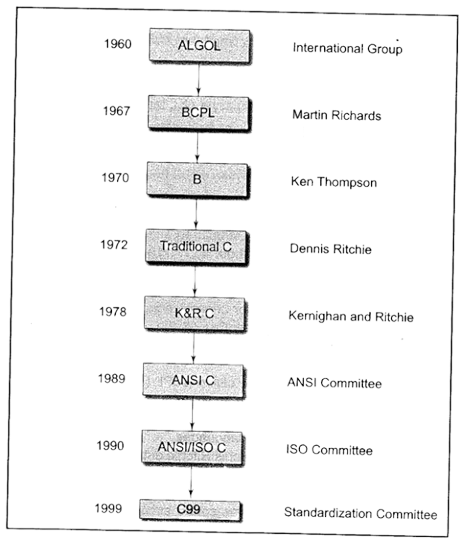 1960 ALGOL International Group
1967 BCPL Martin Richards
1970 B Ken Thompson
1972 Traditional C Dennis Ritchie
1978 K&R C Kernighan and Ritchie
1989 ANSI C ANSI Committee
1990 ANSI/ISO C ISO Committee
1999 C99 Standardization Committee